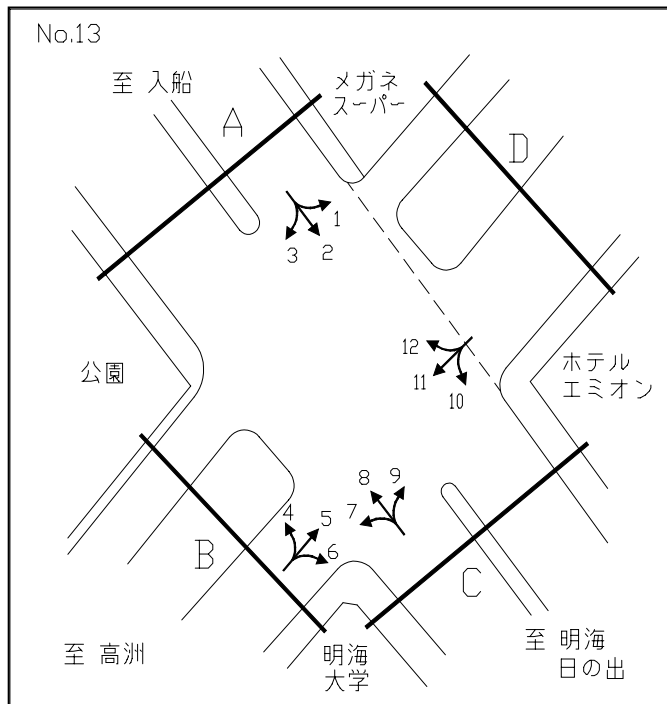 No.13
至 入船
メガネ
スーパー
A
D
1
2
3
12
11
10
公園
ホテル
エミオン
8
9
7
4
5
6
B
C
至 高洲
明海
大学
至 明海
日の出